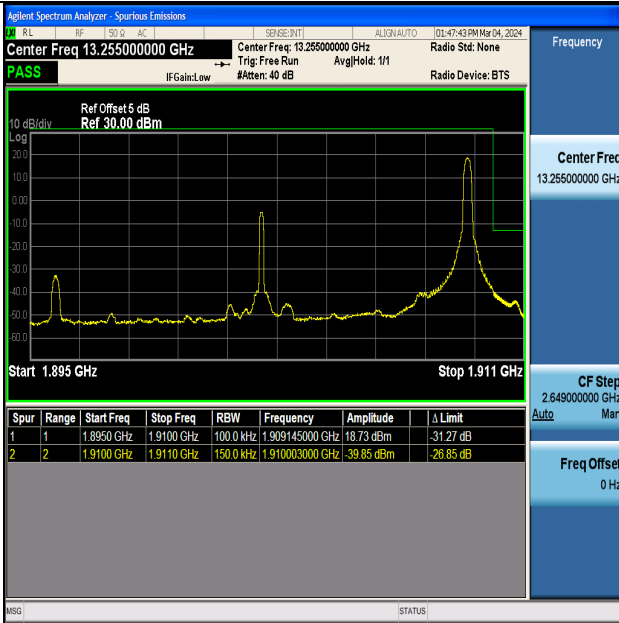 Agilent Spectrum Analyzer - Spurious Emissions
LXI RL RF 50 Ω AC SENSE:INT ALIGN AUTO 01:47:43 PM Mar 04, 2024
Center Freq 13.255000000 GHz
Center Freq: 13.255000000 GHz
Radio Std: None
Trig: Free Run Avg|Hold: 1/1
PASS
IFGain:Low
#Atten: 40 dB
Radio Device: BTS
Ref Offset 5 dB
10 dB/div Ref 30.00 dBm
Log
20.0
10.0
0.00
-10.0
-20.0
-30.0
-40.0
-50.0
-60.0
Start 1.895 GHz Stop 1.911 GHz
Spur Range Start Freq Stop Freq RBW Frequency Amplitude Δ Limit
1 1 1.8950 GHz 1.9100 GHz 100.0 kHz 1.909145000 GHz 18.73 dBm -31.27 dB
2 2 1.9100 GHz 1.9110 GHz 150.0 kHz 1.910003000 GHz -39.85 dBm -26.85 dB
MSG STATUS
Frequency
Center Freq
13.255000000 GHz
CF Step
2.649000000 GHz
Auto Man
Freq Offset
0 Hz